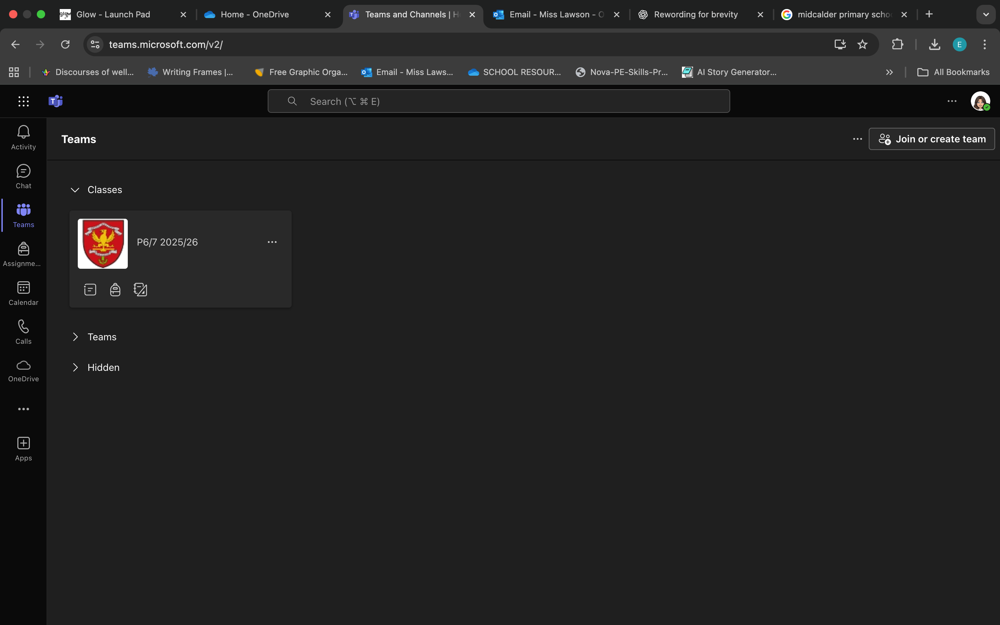 Glow - Launch Pad
Home - OneDrive
Teams and Channels | H
Email - Miss Lawson - O
Rewording for brevity
midcalder primary schoo
teams.microsoft.com/v2/
Discourses of well...
Writing Frames |...
Free Graphic Orga...
Email - Miss Laws...
SCHOOL RESOUR...
Nova-PE-Skills-Pr...
AI Story Generator...
All Bookmarks
E
Search (⌥ ⌘ E)
Activity
Chat
Teams
Assignme...
Calendar
Calls
OneDrive
Apps
Teams
Join or create team
Classes
P6/7 2025/26
Teams
Hidden